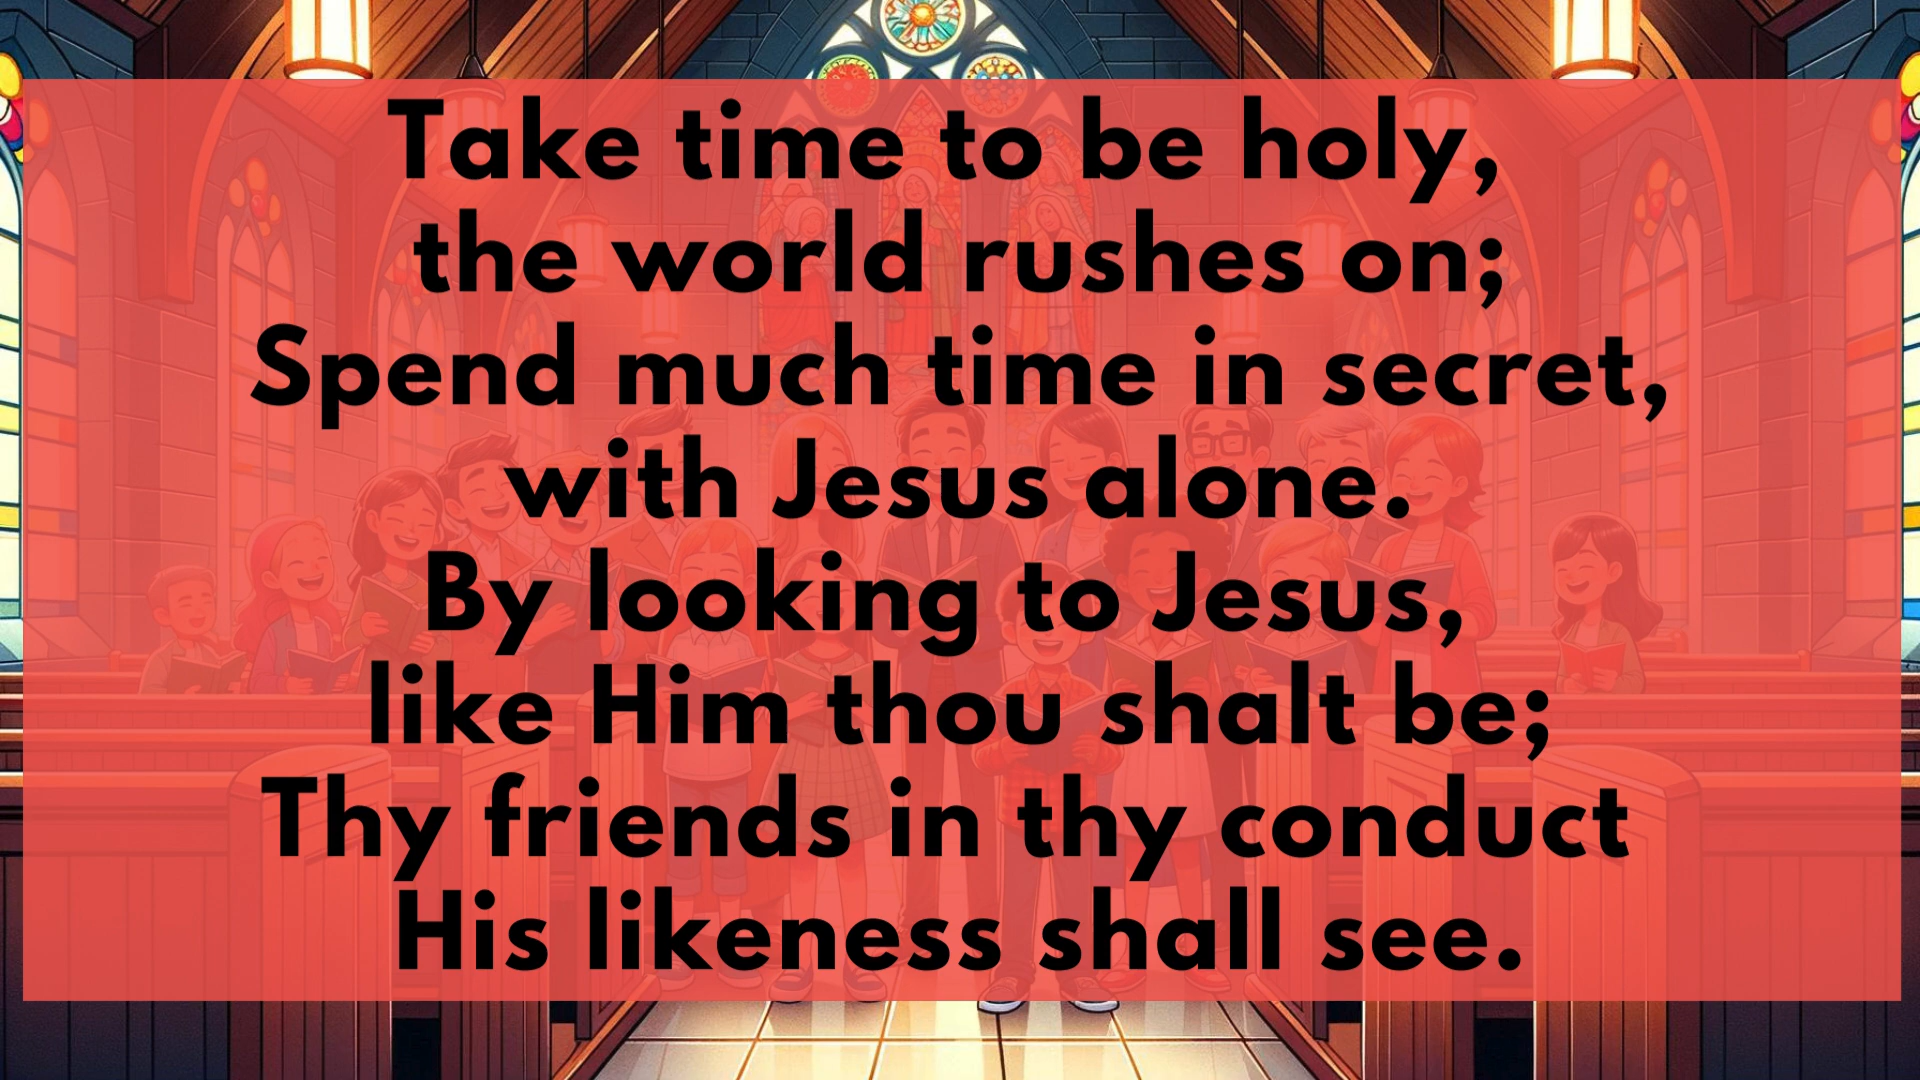 Take time to be holy,
the world rushes on;
Spend much time in secret,
with Jesus alone.
By looking to Jesus,
like Him thou shalt be;
Thy friends in thy conduct
His likeness shall see.